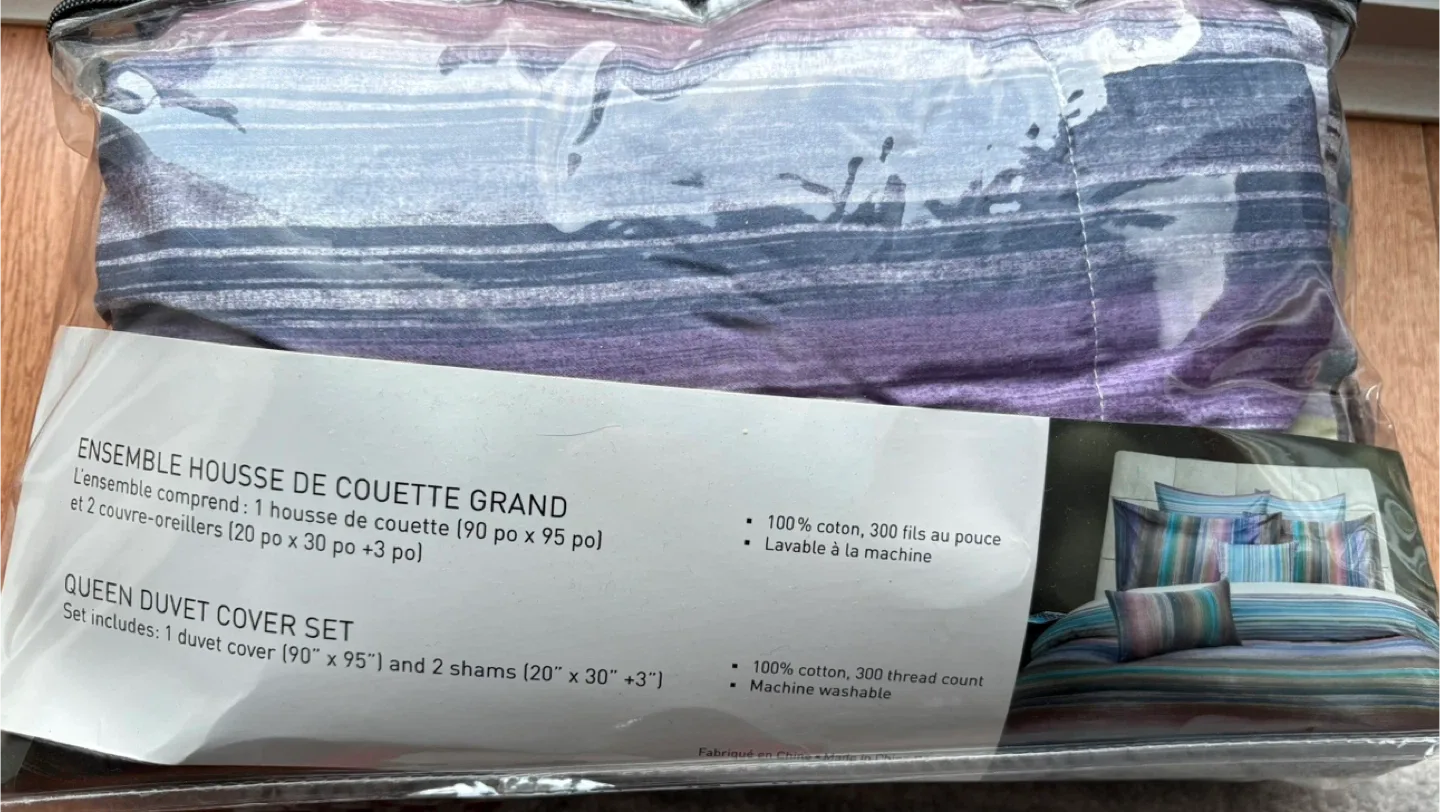 ENSEMBLE HOUSSE DE COUETTE GRAND
L'ensemble comprend : 1 housse de couette (90 po x 95 po)
et 2 couvre-oreillers (20 po x 30 po +3 po)
▪ 100% coton, 300 fils au pouce
▪ Lavable à la machine
QUEEN DUVET COVER SET
Set includes: 1 duvet cover (90" x 95") and 2 shams (20" x 30" +3")
▪ 100% cotton, 300 thread count
▪ Machine washable
Fabriqué en Chine • Made in